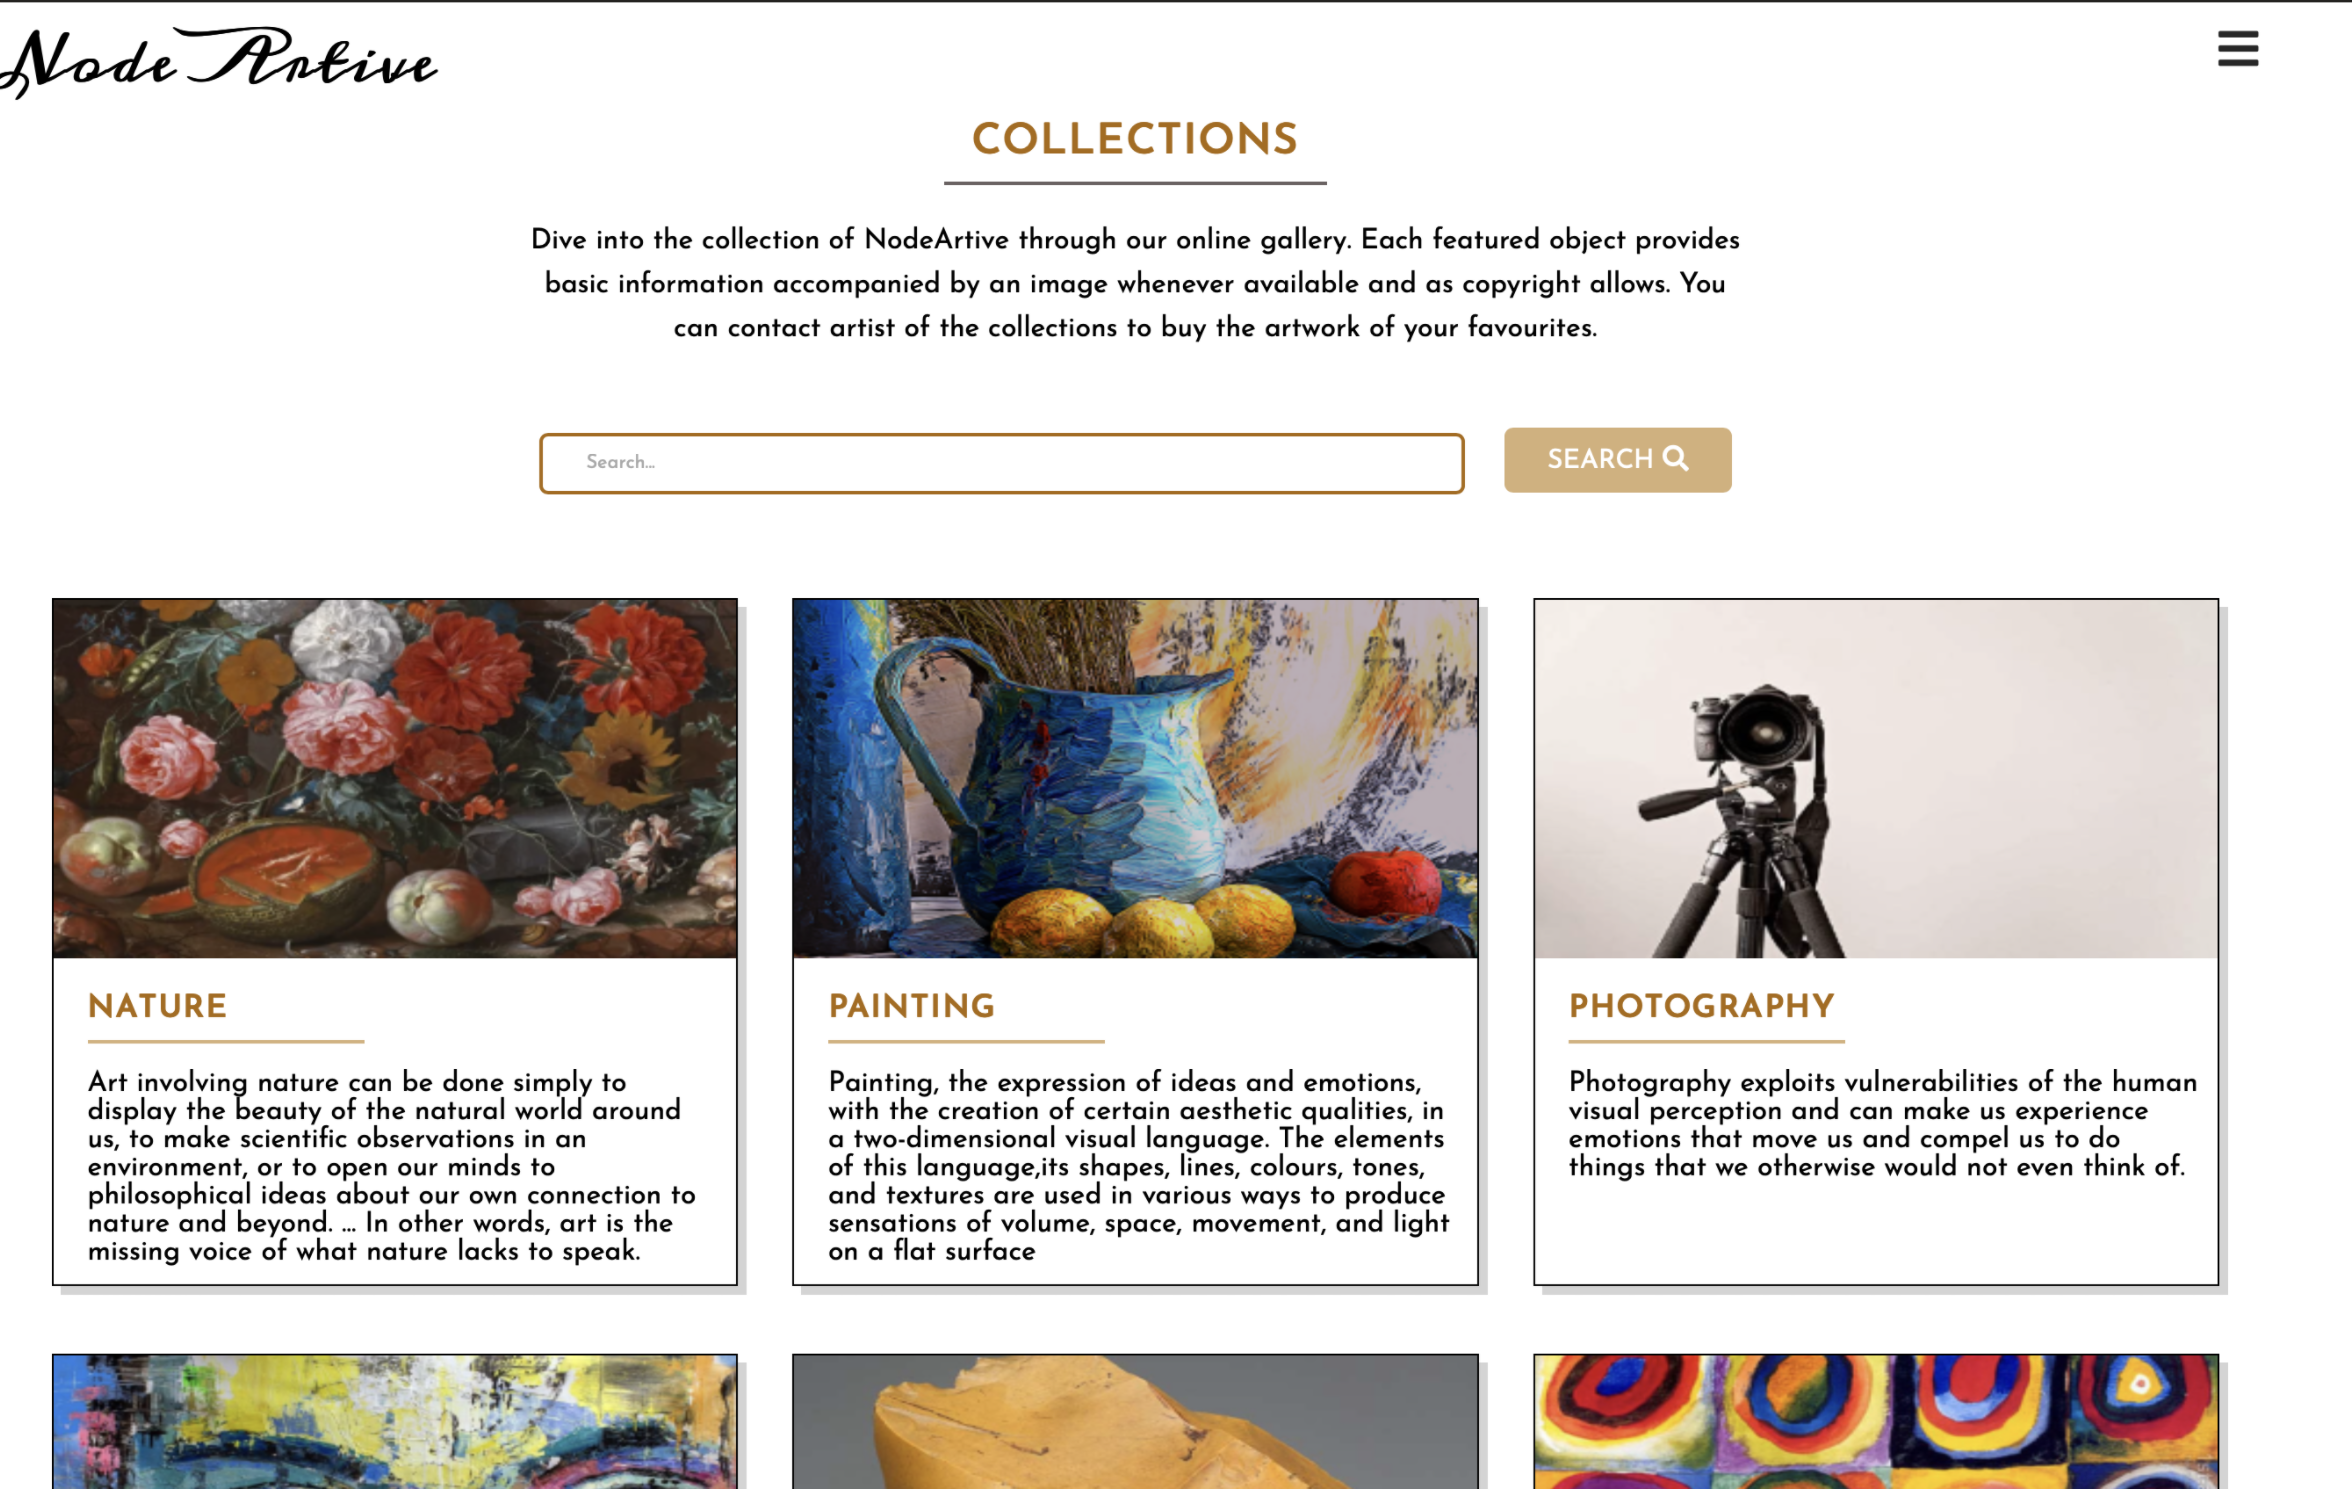 Node Artive
COLLECTIONS
Dive into the collection of NodeArtive through our online gallery. Each featured object provides
basic information accompanied by an image whenever available and as copyright allows. You
can contact artist of the collections to buy the artwork of your favourites.
Search...
SEARCH
NATURE
Art involving nature can be done simply to
display the beauty of the natural world around
us, to make scientific observations in an
environment, or to open our minds to
philosophical ideas about our own connection to
nature and beyond. ... In other words, art is the
missing voice of what nature lacks to speak.
PAINTING
Painting, the expression of ideas and emotions,
with the creation of certain aesthetic qualities, in
a two-dimensional visual language. The elements
of this language,its shapes, lines, colours, tones,
and textures are used in various ways to produce
sensations of volume, space, movement, and light
on a flat surface
PHOTOGRAPHY
Photography exploits vulnerabilities of the human
visual perception and can make us experience
emotions that move us and compel us to do
things that we otherwise would not even think of.